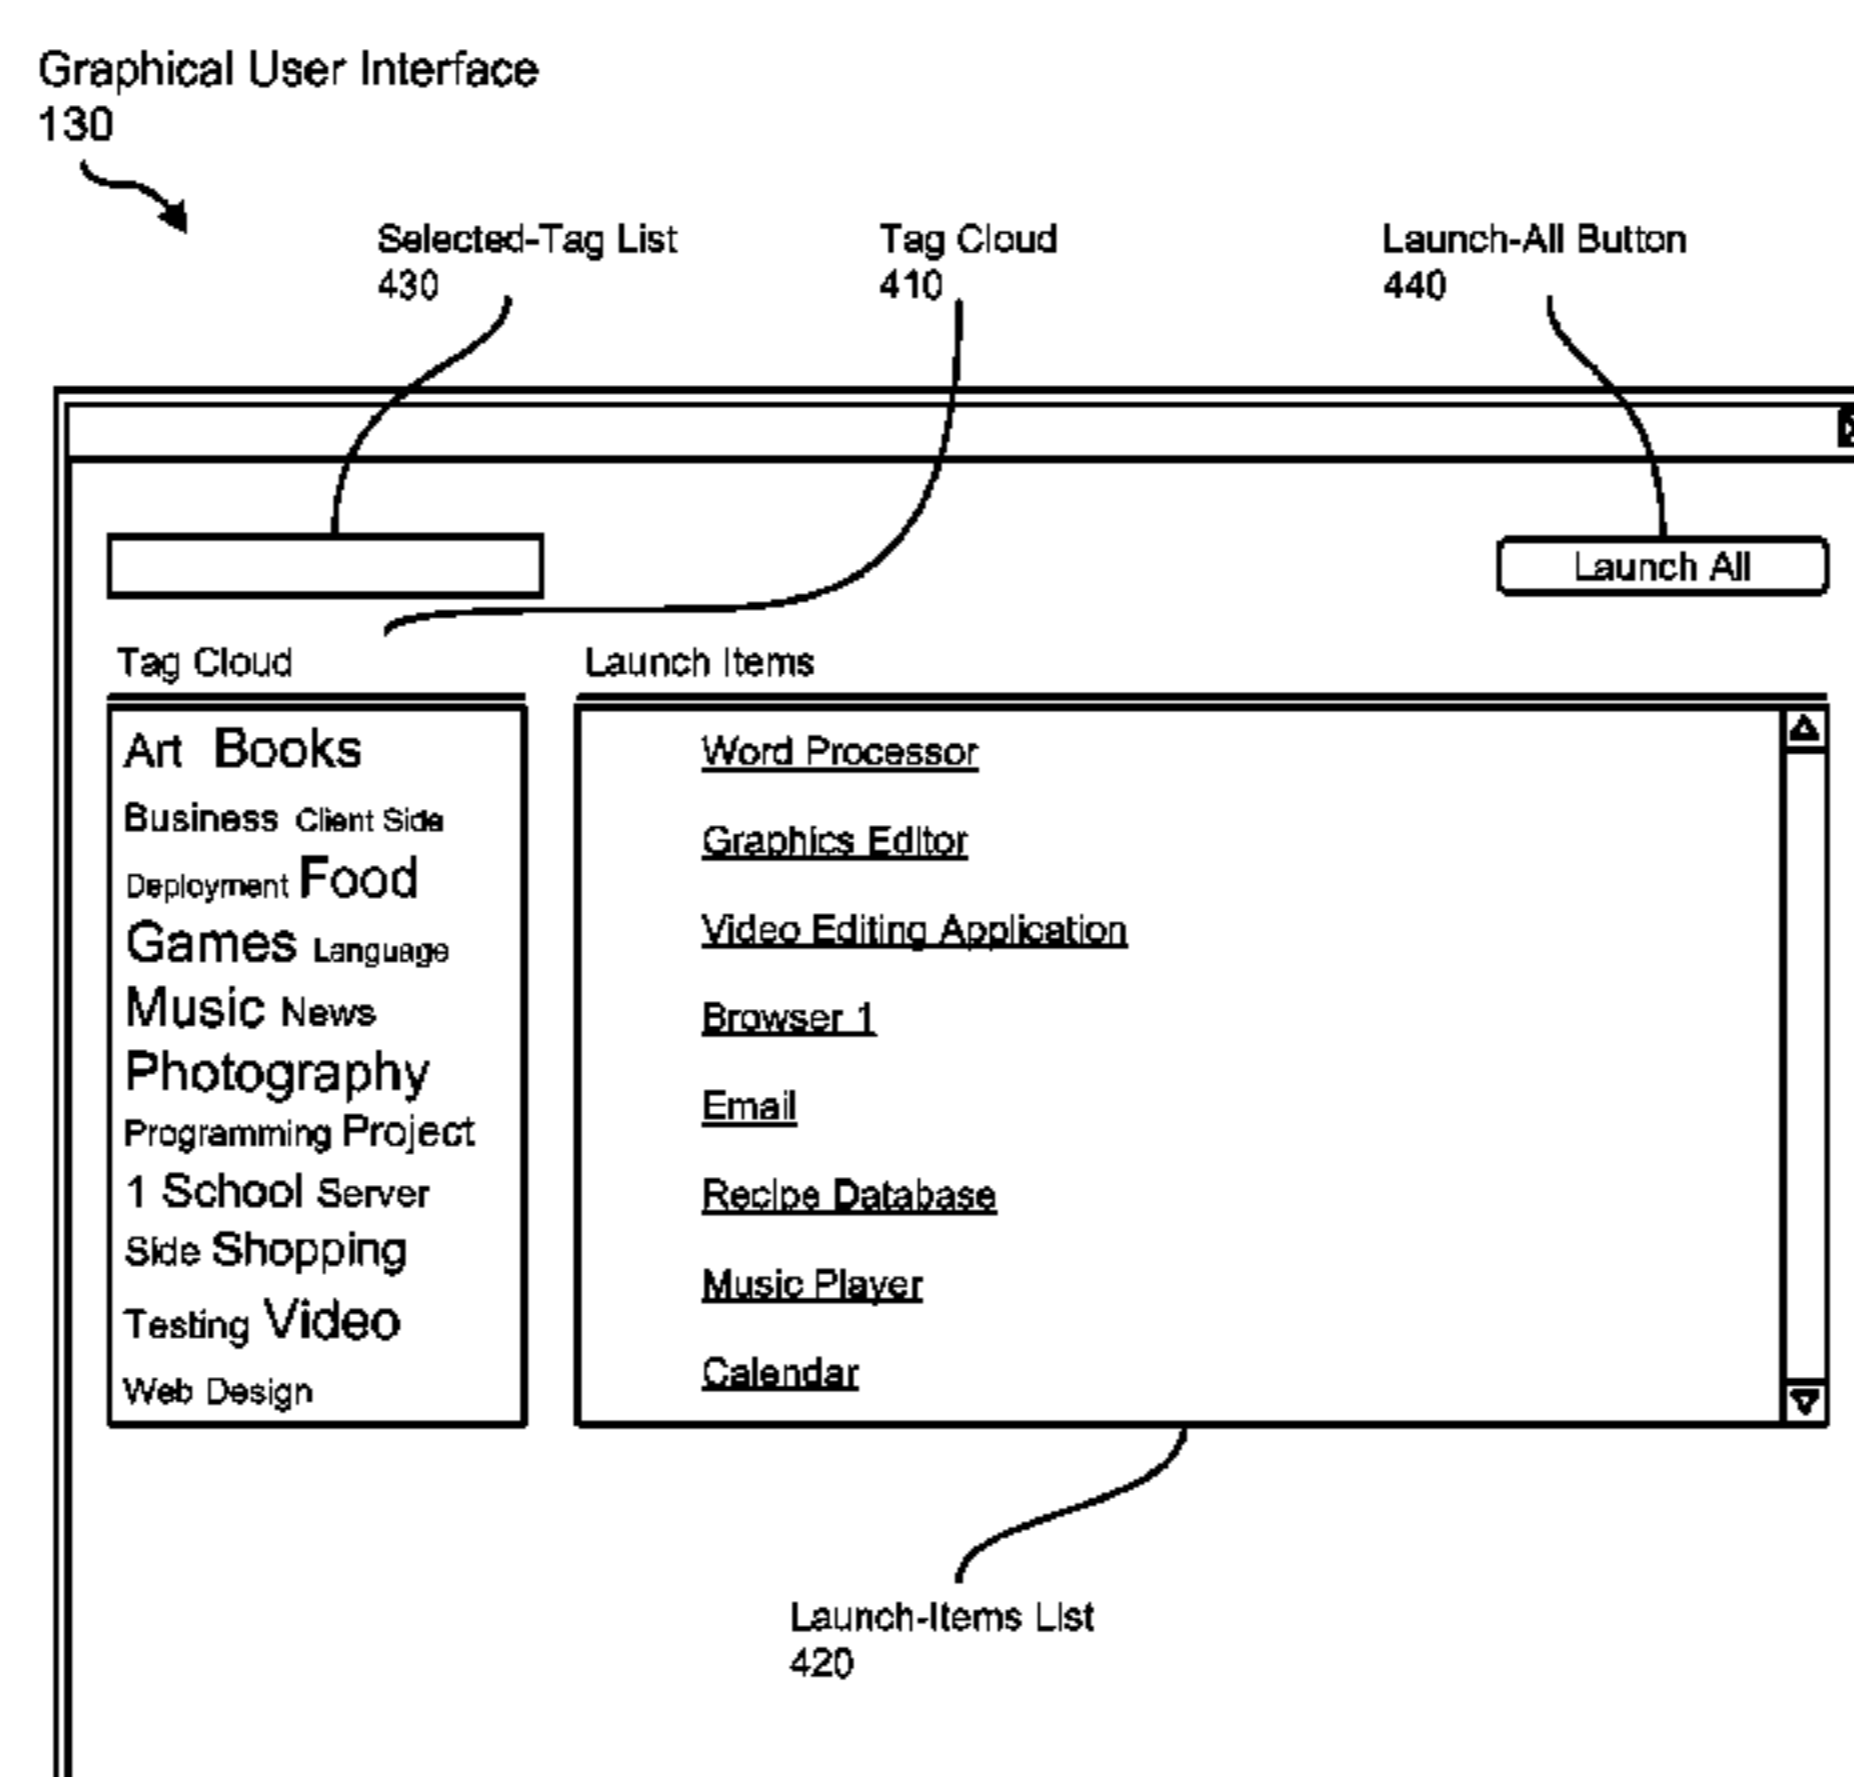 Graphical User Interface
130
Selected-Tag List
430
Tag Cloud
410
Launch-All Button
440
Launch All
Tag Cloud
Art Books
Business Client Side
Deployment Food
Games Language
Music News
Photography
Programming Project
1 School Server
Side Shopping
Testing Video
Web Design
Launch Items
Word Processor
Graphics Editor
Video Editing Application
Browser 1
Email
Recipe Database
Music Player
Calendar
Launch-Items List
420